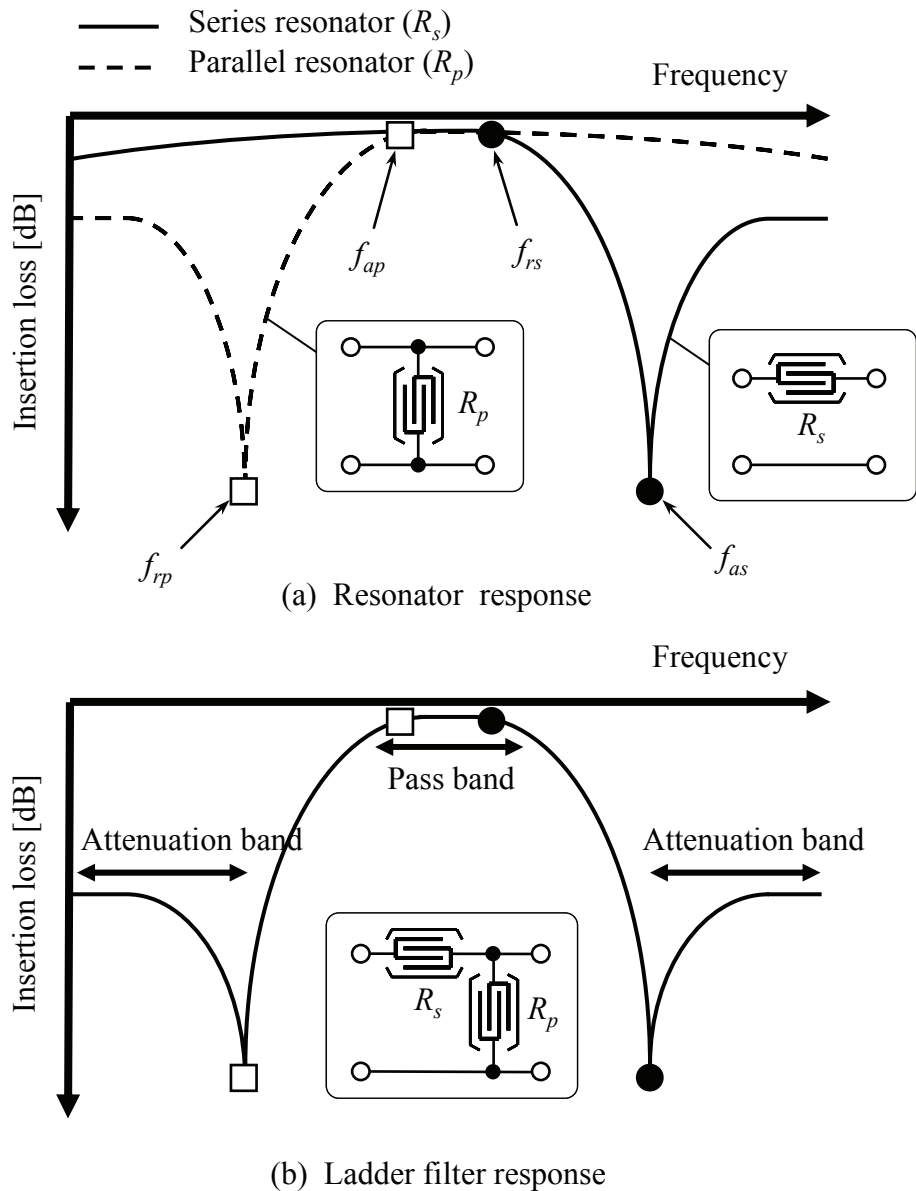 Series resonator (Rs)
Parallel resonator (Rp)
Frequency
Insertion loss [dB]
fap
frs
Rp
Rs
frp
fas
(a) Resonator response
Frequency
Insertion loss [dB]
Pass band
Attenuation band
Attenuation band
Rs
Rp
(b) Ladder filter response